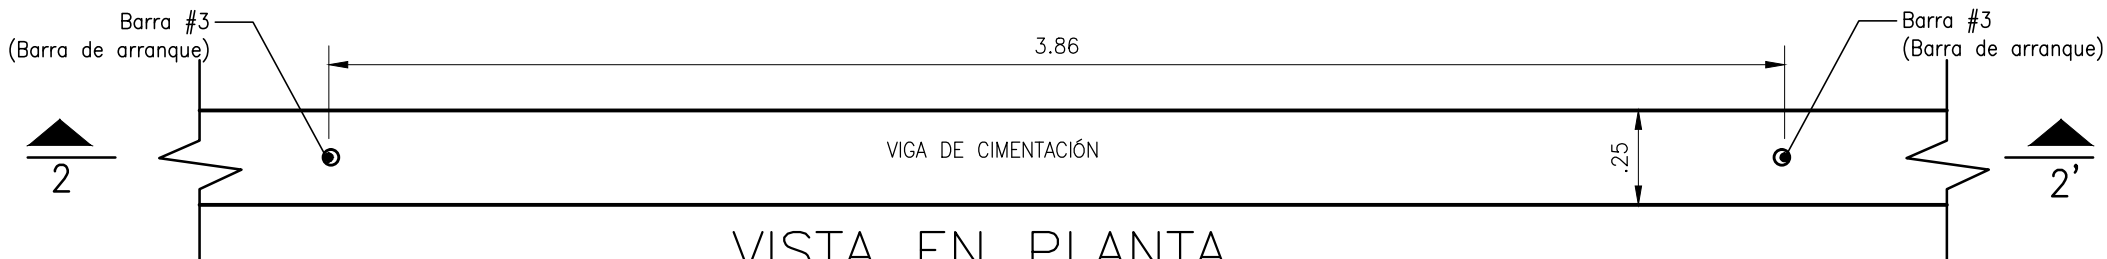 Barra #3
(Barra de arranque)
3.86
Barra #3
(Barra de arranque)
VIGA DE CIMENTACIÓN
.25
2
2'
VISTA EN PLANTA